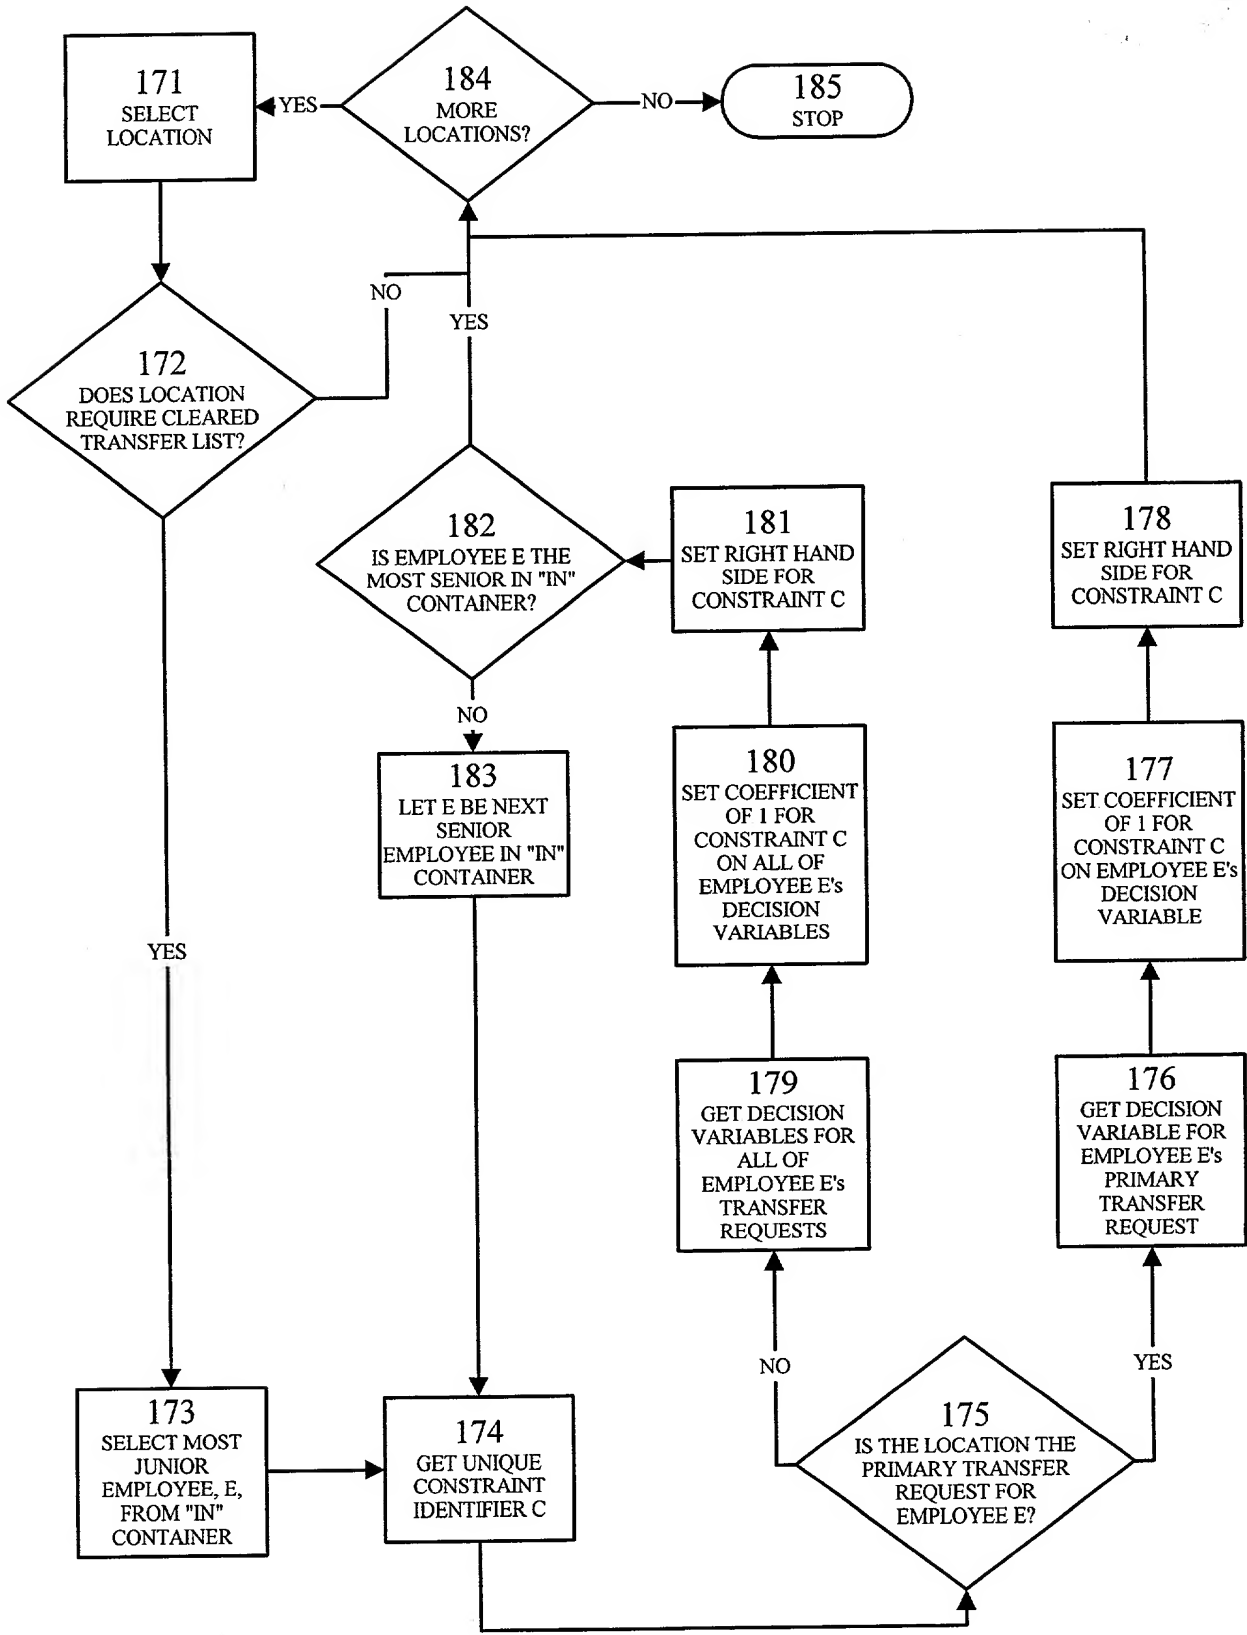 171
SELECT
LOCATION
YES
184
MORE
LOCATIONS?
NO
185
STOP
172
DOES LOCATION
REQUIRE CLEARED
TRANSFER LIST?
NO
YES
182
IS EMPLOYEE E THE
MOST SENIOR IN "IN"
CONTAINER?
181
SET RIGHT HAND
SIDE FOR
CONSTRAINT C
178
SET RIGHT HAND
SIDE FOR
CONSTRAINT C
NO
183
LET E BE NEXT
SENIOR
EMPLOYEE IN "IN"
CONTAINER
180
SET COEFFICIENT
OF 1 FOR
CONSTRAINT C
ON ALL OF
EMPLOYEE E's
DECISION
VARIABLES
177
SET COEFFICIENT
OF 1 FOR
CONSTRAINT C
ON EMPLOYEE E's
DECISION
VARIABLE
YES
179
GET DECISION
VARIABLES FOR
ALL OF
EMPLOYEE E's
TRANSFER
REQUESTS
176
GET DECISION
VARIABLE FOR
EMPLOYEE E's
PRIMARY
TRANSFER
REQUEST
NO
YES
173
SELECT MOST
JUNIOR
EMPLOYEE, E,
FROM "IN"
CONTAINER
174
GET UNIQUE
CONSTRAINT
IDENTIFIER C
175
IS THE LOCATION THE
PRIMARY TRANSFER
REQUEST FOR
EMPLOYEE E?